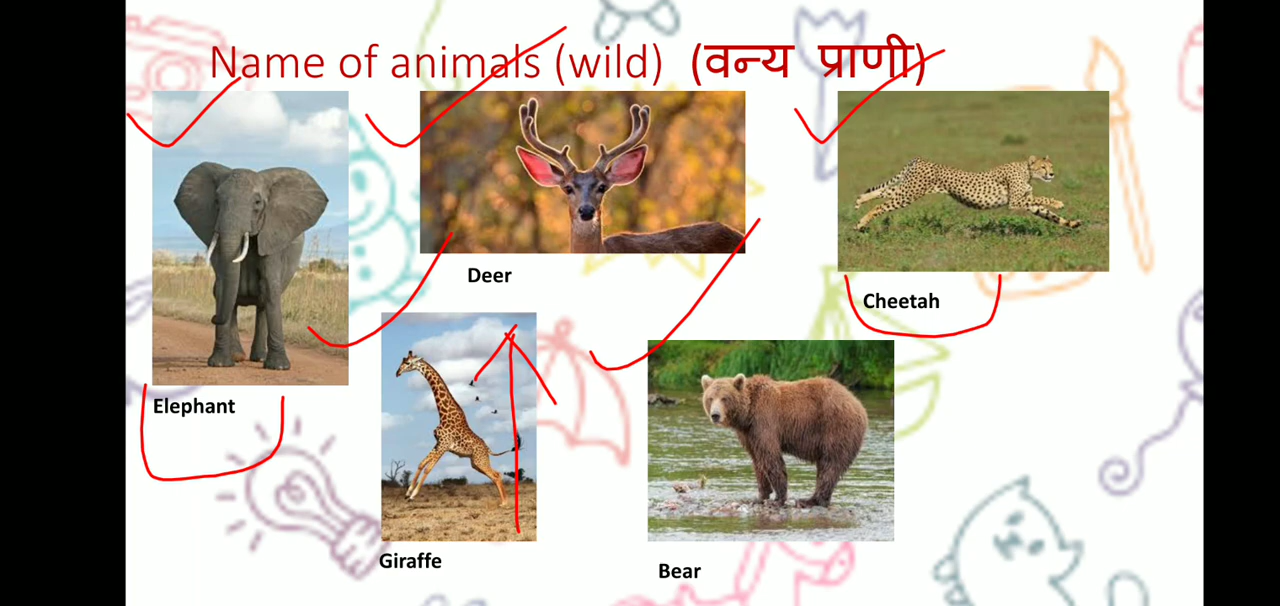 Name of animals (wild) (वन्य प्राणी)
Deer
Cheetah
Elephant
Giraffe
Bear